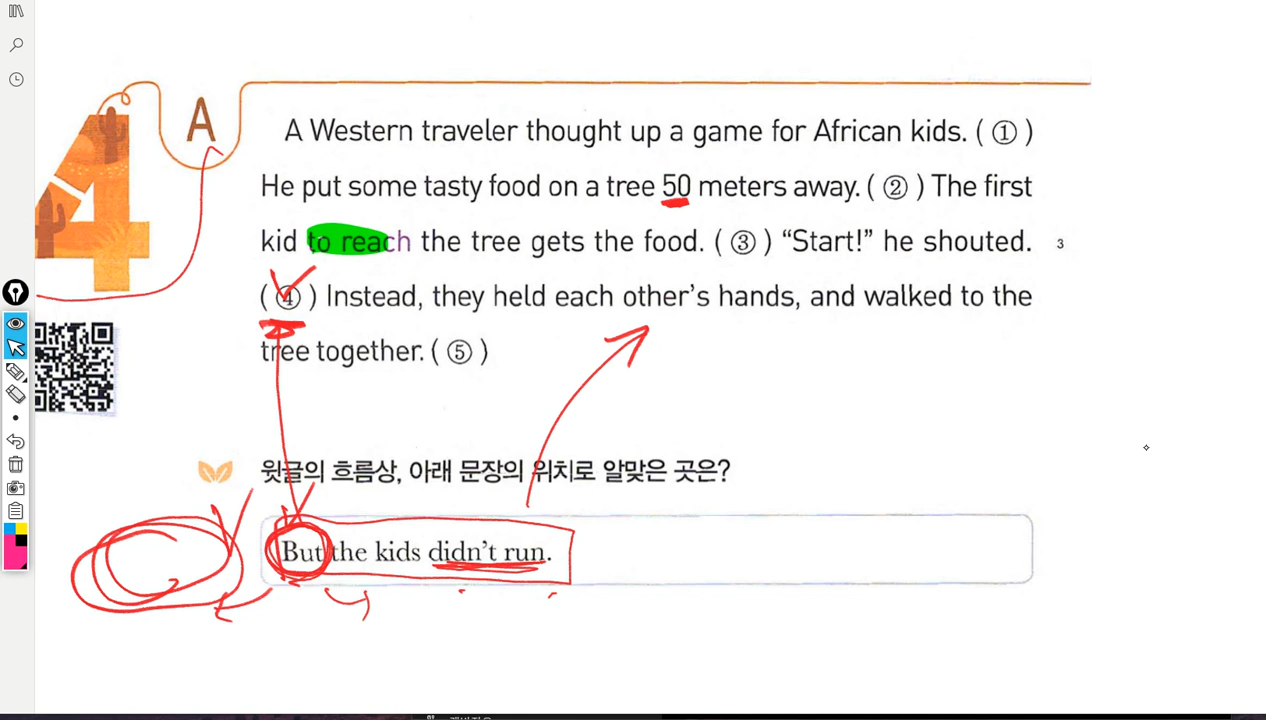 4
A
A Western traveler thought up a game for African kids. ( ① )
He put some tasty food on a tree 50 meters away. ( ② ) The first
kid to reach the tree gets the food. ( ③ ) “Start!” he shouted.
3
( ④ ) Instead, they held each other’s hands, and walked to the
tree together. ( ⑤ )
윗글의 흐름상, 아래 문장의 위치로 알맞은 곳은?
But the kids didn’t run.